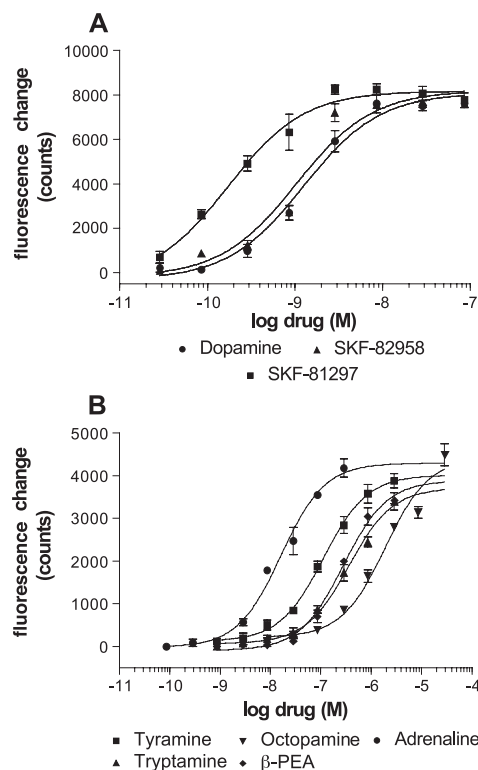 A
fluorescence change
(counts)
10000
8000
6000
4000
2000
0
-11 -10 -9 -8 -7
log drug (M)
Dopamine SKF-82958
SKF-81297
B
fluorescence change
(counts)
5000
4000
3000
2000
1000
0
-11 -10 -9 -8 -7 -6 -5 -4
log drug (M)
Tyramine Octopamine Adrenaline
Tryptamine β-PEA